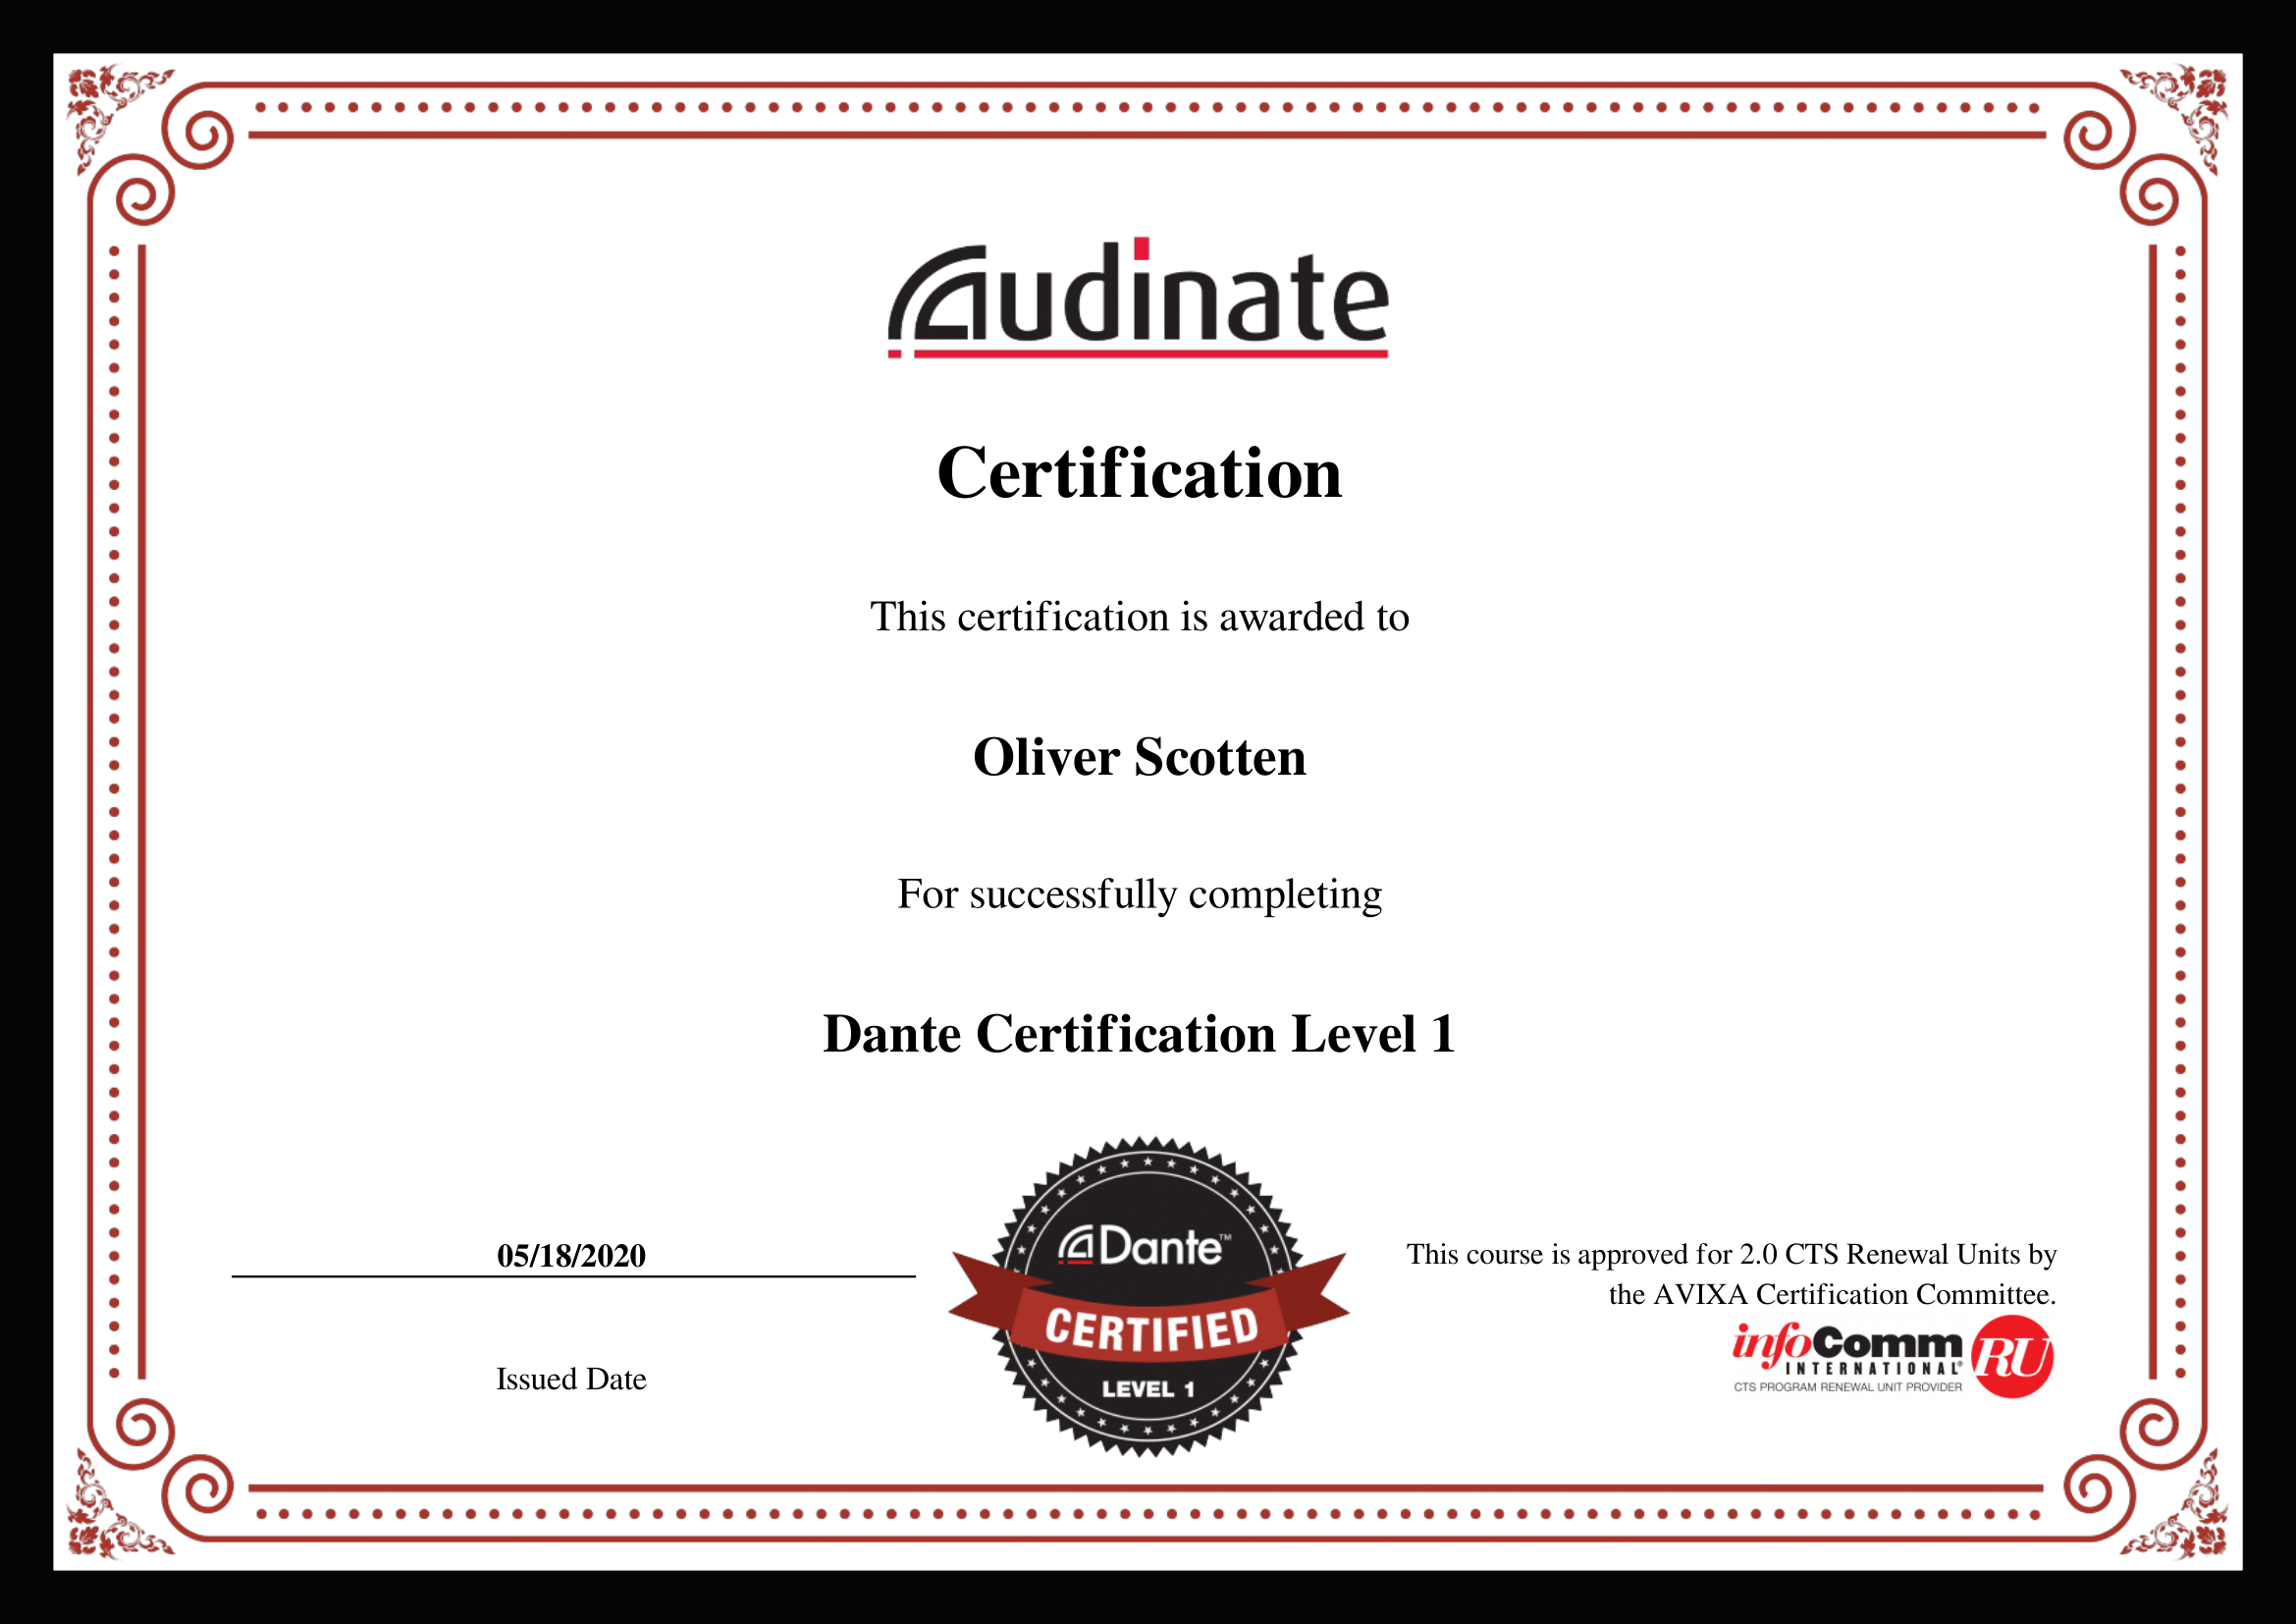 audinate
Certification
This certification is awarded to
Oliver Scotten
For successfully completing
Dante Certification Level 1
05/18/2020
Issued Date
Dante™
CERTIFIED
LEVEL 1
This course is approved for 2.0 CTS Renewal Units by
the AVIXA Certification Committee.
infoComm
INTERNATIONAL®
CTS PROGRAM RENEWAL UNIT PROVIDER
RU